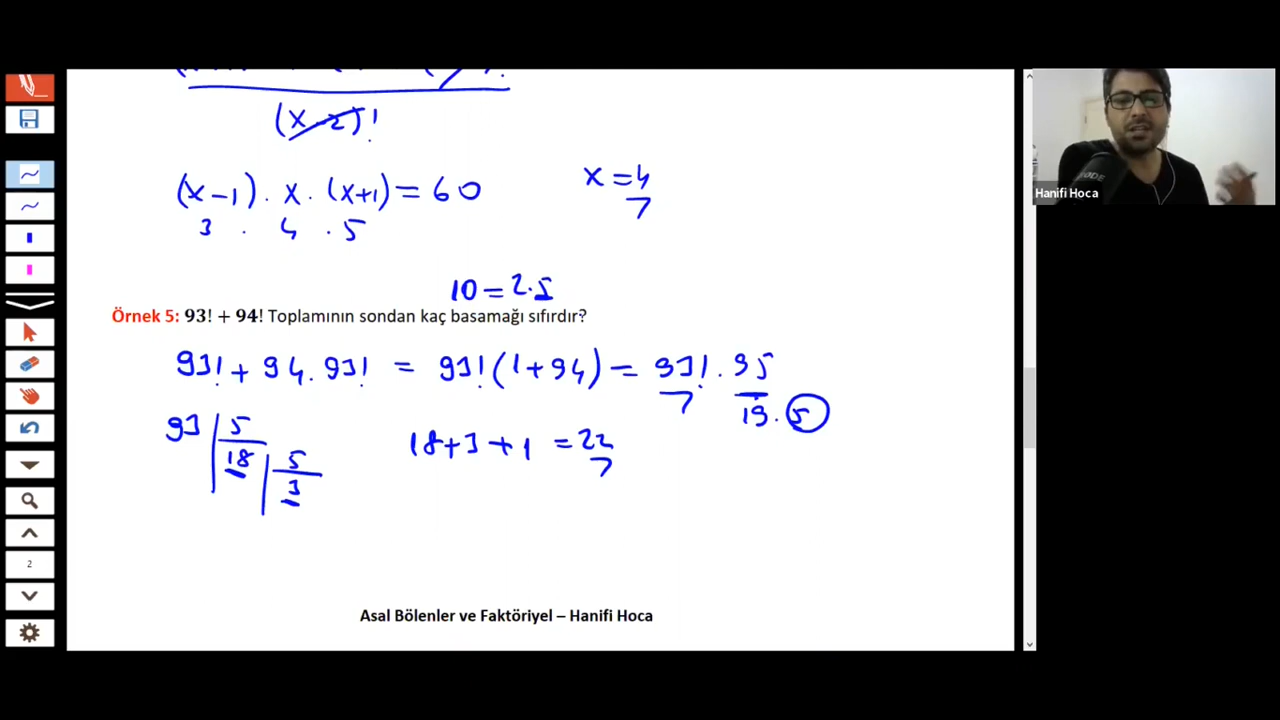 (x-2)!
(x-1).x.(x+1)=60
3.4.5
x=4
10=2.5
Örnek 5: 93! + 94! Toplamının sondan kaç basamağı sıfırdır?
93!+94.93! = 93!(1+94) = 93!.95
19.5
93 5
18 5
3
18+3+1=22
Asal Bölenler ve Faktöriyel – Hanifi Hoca
2
Hanifi Hoca